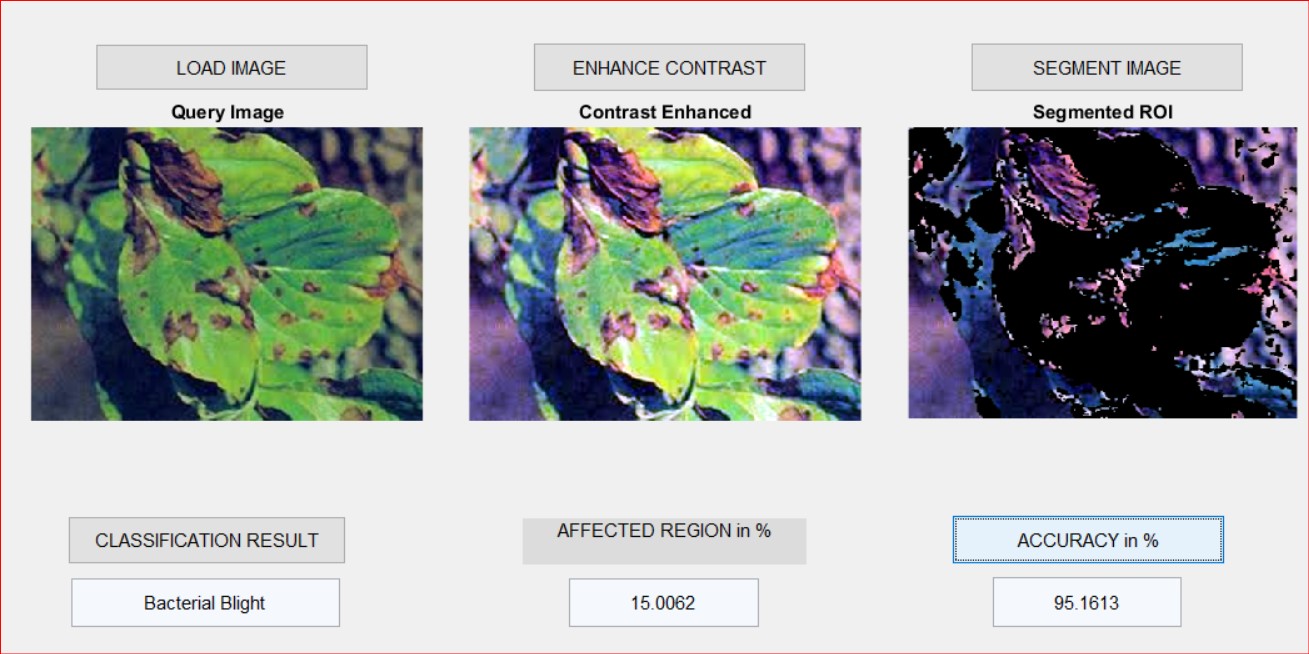 LOAD IMAGE
ENHANCE CONTRAST
SEGMENT IMAGE
Query Image
Contrast Enhanced
Segmented ROI
CLASSIFICATION RESULT
AFFECTED REGION in %
ACCURACY in %
Bacterial Blight
15.0062
95.1613